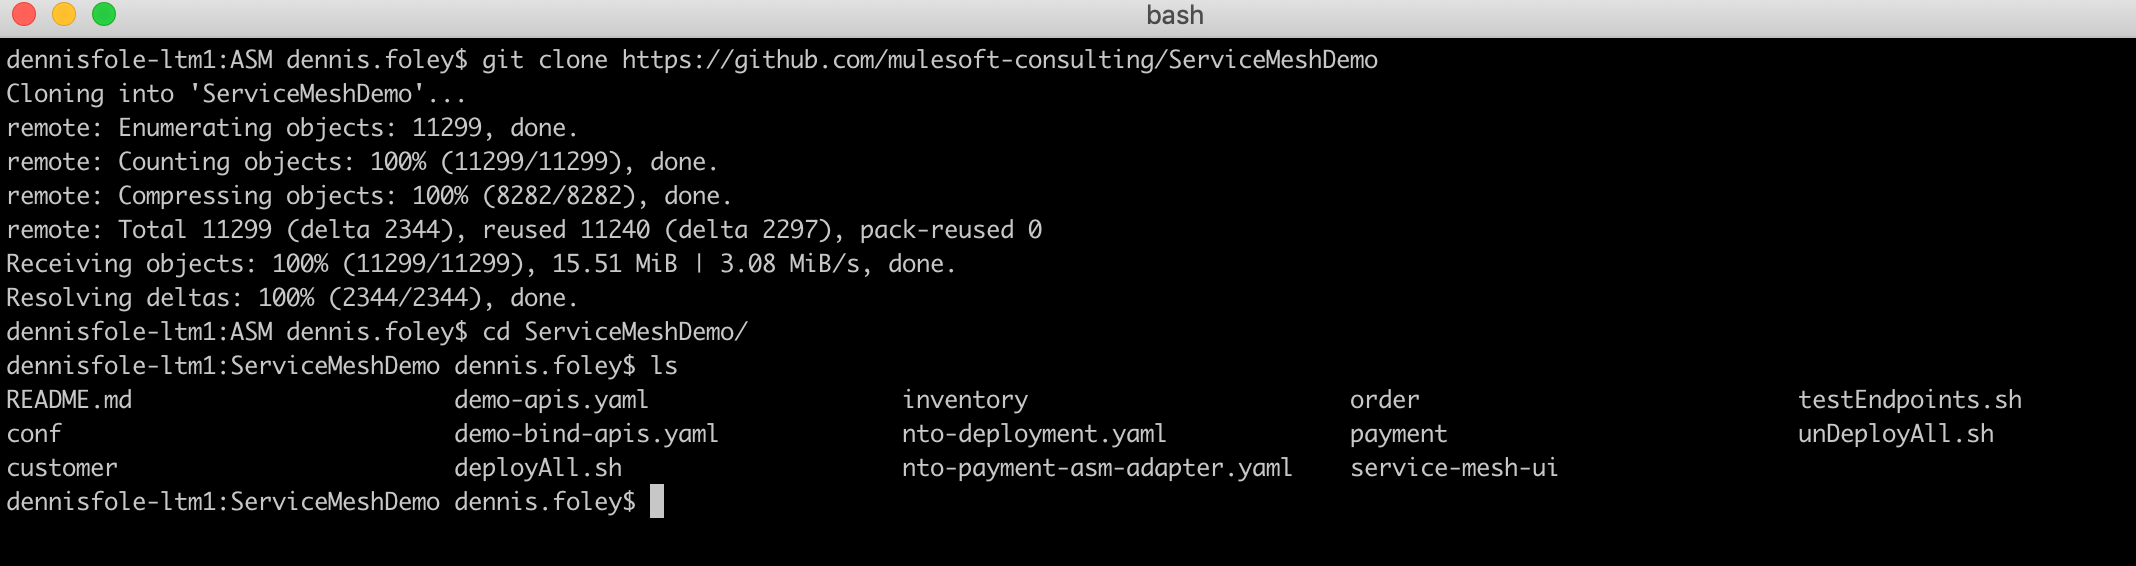 bash
dennisfole-ltm1:ASM dennis.foley$ git clone https://github.com/mulesoft-consulting/ServiceMeshDemo
Cloning into 'ServiceMeshDemo'...
remote: Enumerating objects: 11299, done.
remote: Counting objects: 100% (11299/11299), done.
remote: Compressing objects: 100% (8282/8282), done.
remote: Total 11299 (delta 2344), reused 11240 (delta 2297), pack-reused 0
Receiving objects: 100% (11299/11299), 15.51 MiB | 3.08 MiB/s, done.
Resolving deltas: 100% (2344/2344), done.
dennisfole-ltm1:ASM dennis.foley$ cd ServiceMeshDemo/
dennisfole-ltm1:ServiceMeshDemo dennis.foley$ ls
README.md demo-apis.yaml inventory order testEndpoints.sh
conf demo-bind-apis.yaml nto-deployment.yaml payment unDeployAll.sh
customer deployAll.sh nto-payment-asm-adapter.yaml service-mesh-ui
dennisfole-ltm1:ServiceMeshDemo dennis.foley$